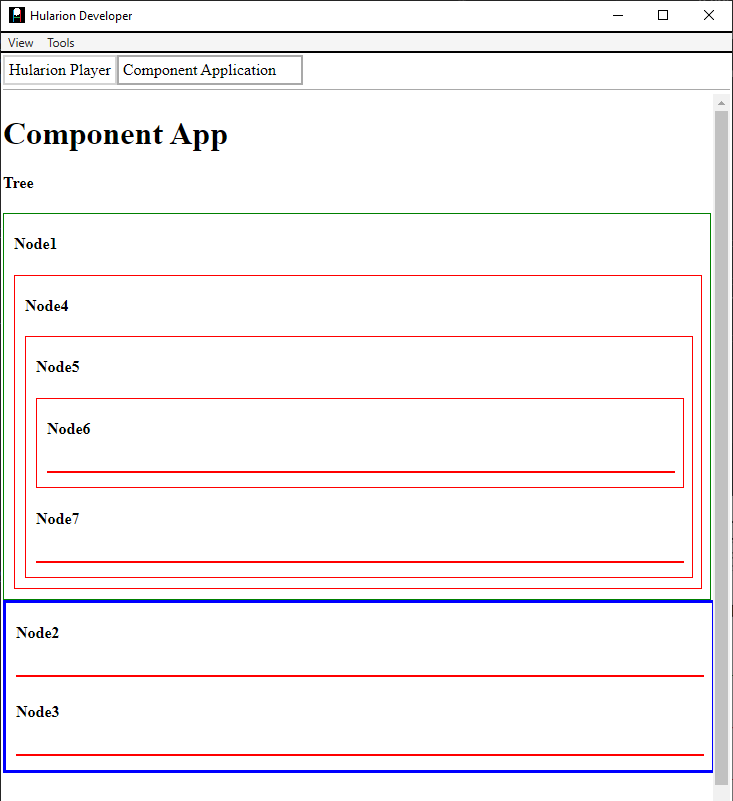 Hularion Developer
View Tools
Hularion Player Component Application
Component App
Tree
Node1
Node4
Node5
Node6
Node7
Node2
Node3